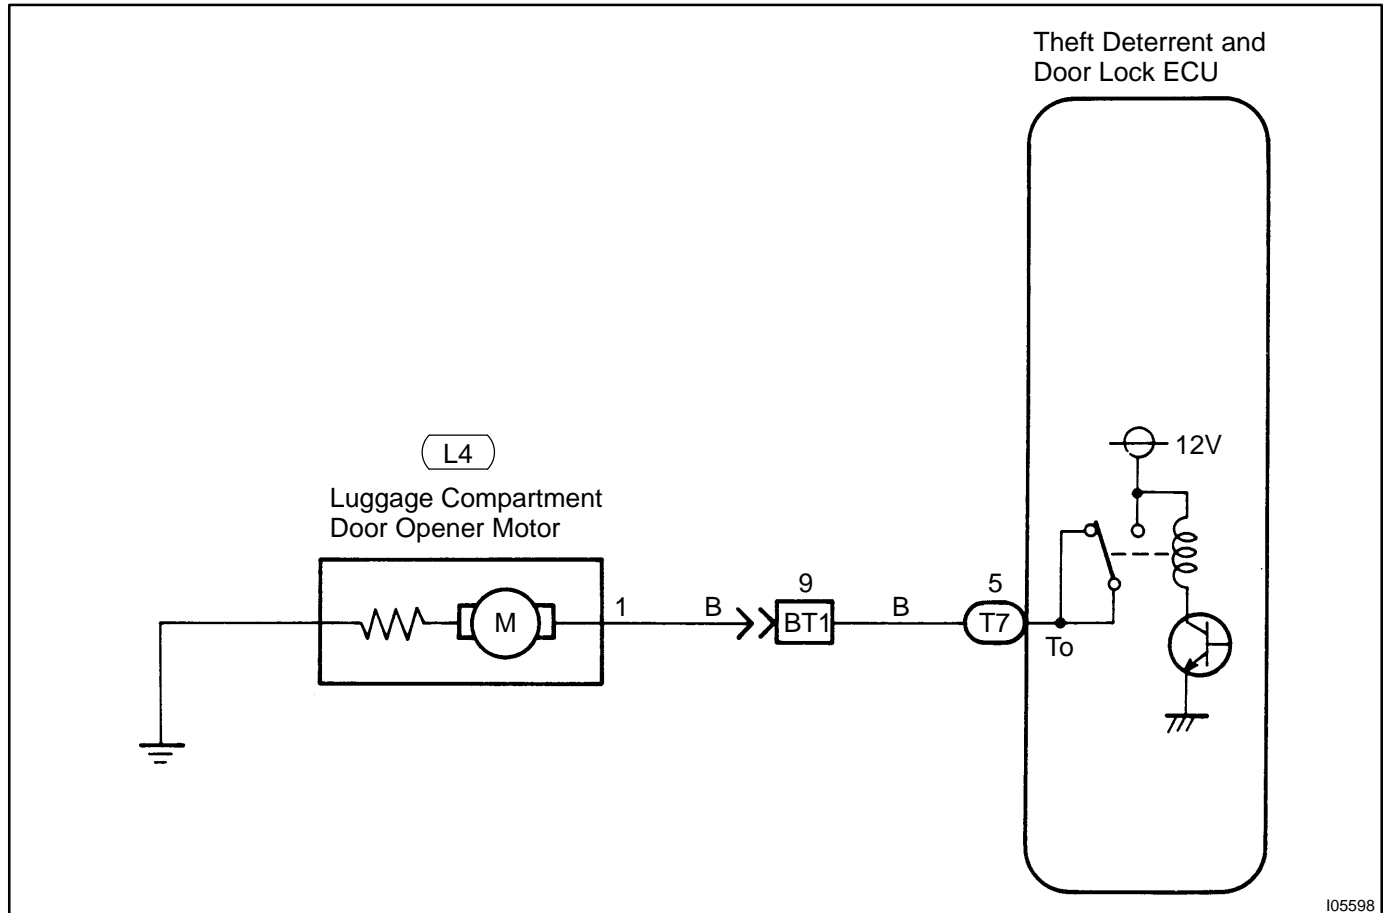 Theft Deterrent and
Door Lock ECU
12V
L4
Luggage Compartment
Door Opener Motor
M
1
B
9
BT1
B
5
T7
To
I05598